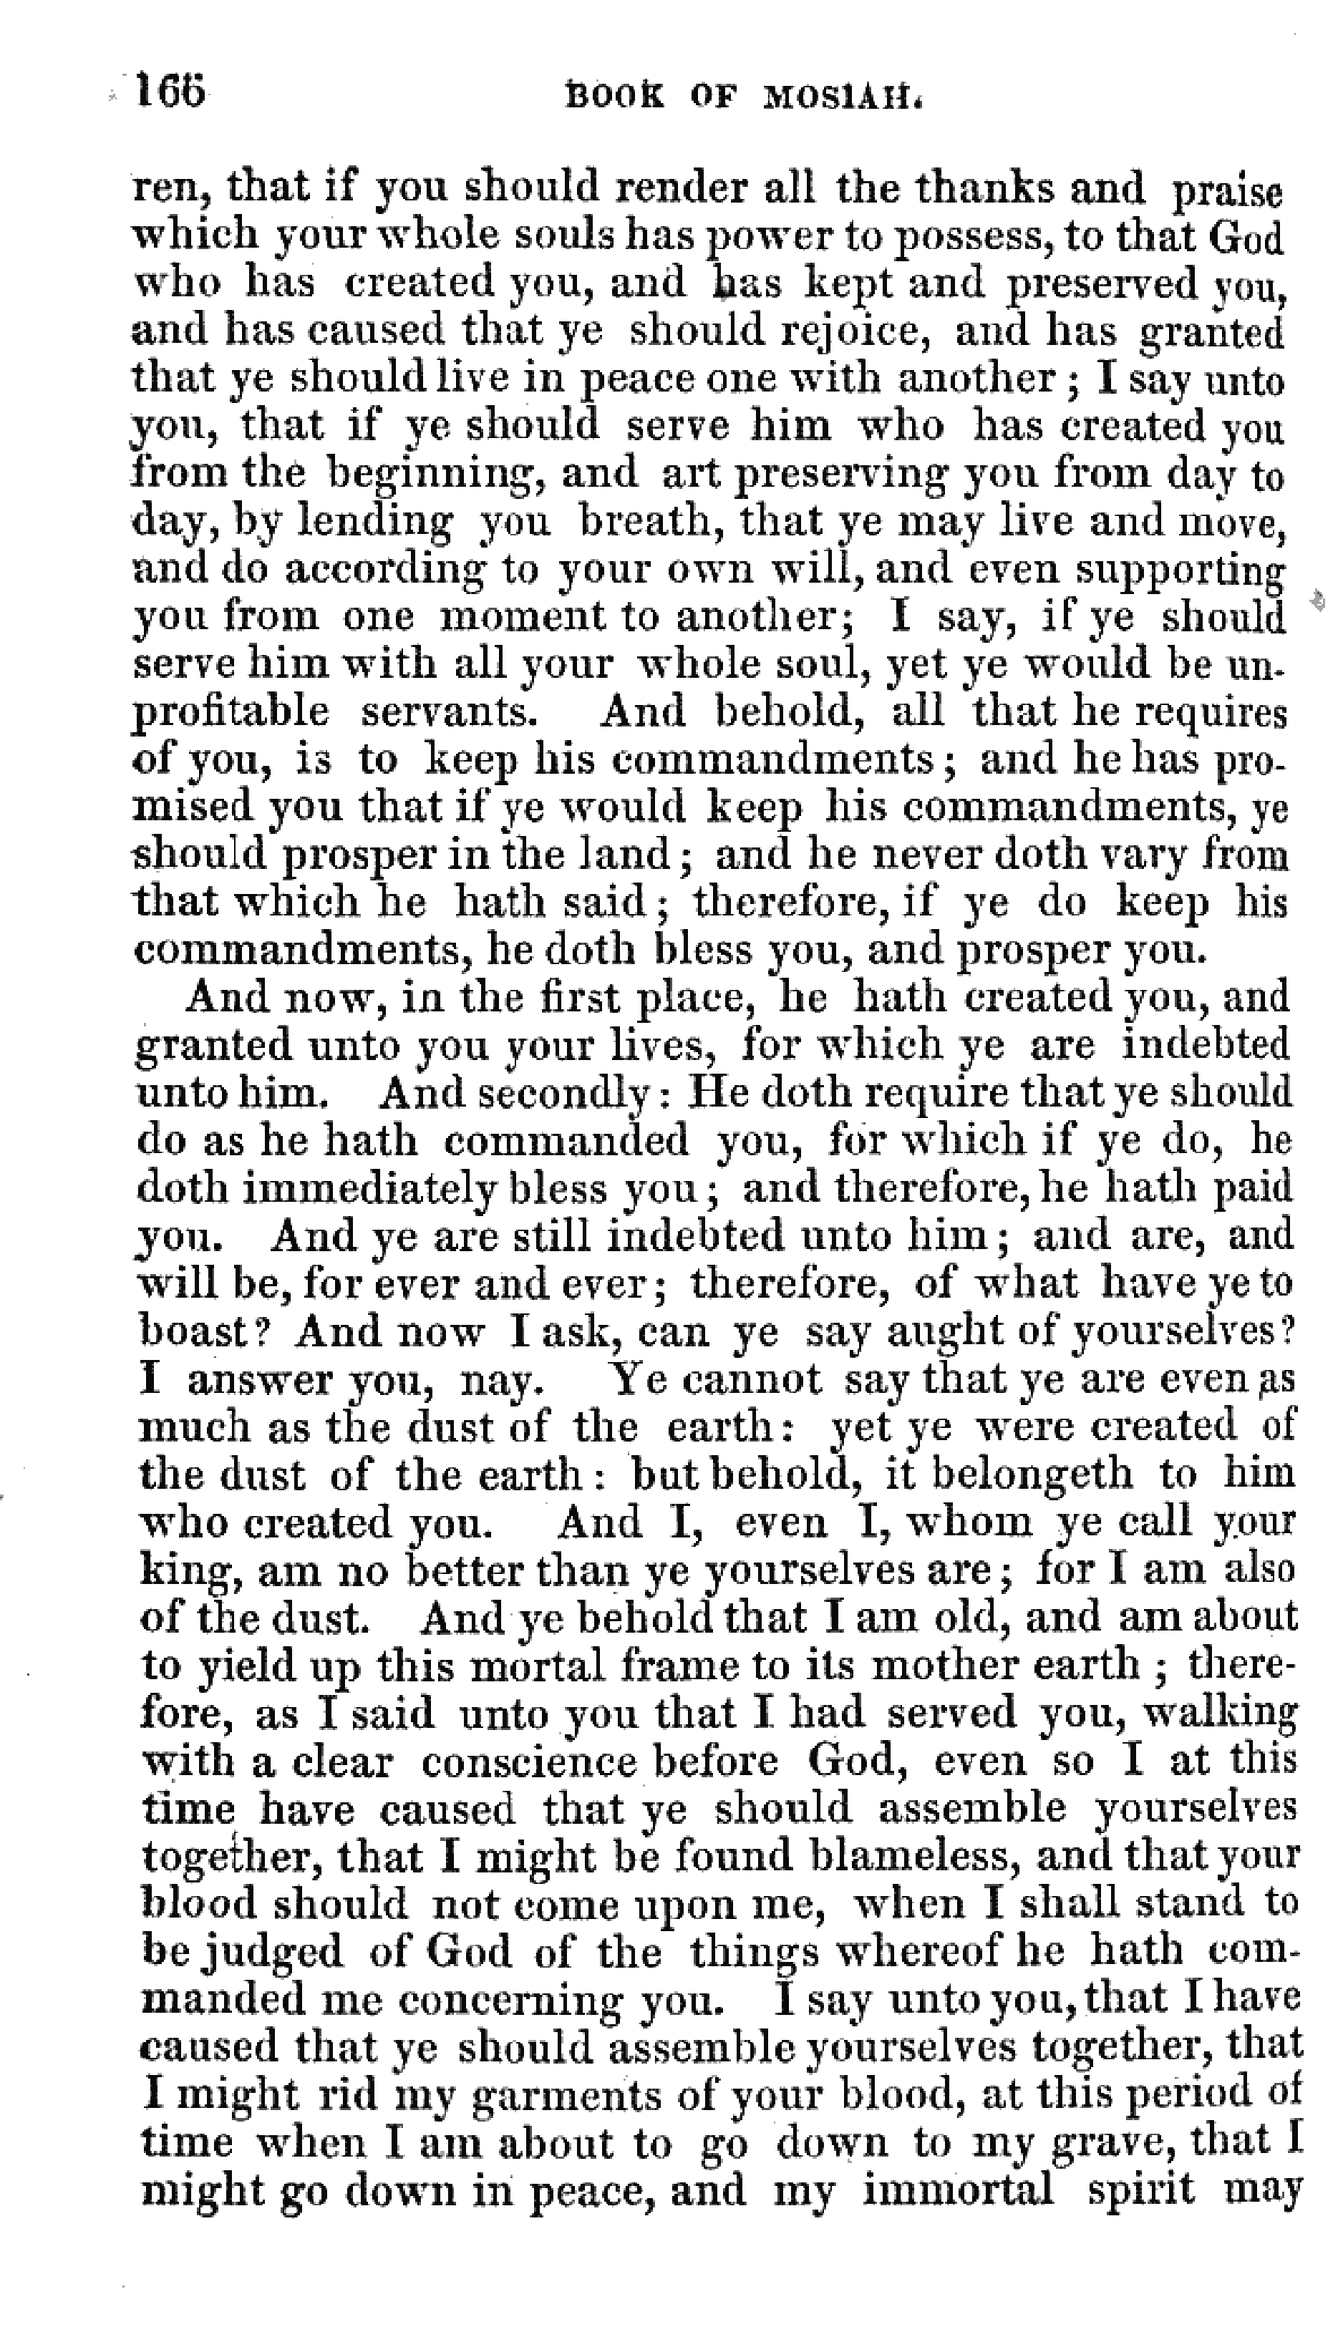 166 BOOK OF MOSIAH.
ren, that if you should render all the thanks and praise
which your whole souls has power to possess, to that God
who has created you, and has kept and preserved you,
and has caused that ye should rejoice, and has granted
that ye should live in peace one with another; I say unto
you, that if ye should serve him who has created you
from the beginning, and art preserving you from day to
day, by lending you breath, that ye may live and move,
and do according to your own will, and even supporting
you from one moment to another; I say, if ye should
serve him with all your whole soul, yet ye would be un-
profitable servants. And behold, all that he requires
of you, is to keep his commandments; and he has pro-
mised you that if ye would keep his commandments, ye
should prosper in the land; and he never doth vary from
that which he hath said; therefore, if ye do keep his
commandments, he doth bless you, and prosper you.
And now, in the first place, he hath created you, and
granted unto you your lives, for which ye are indebted
unto him. And secondly: He doth require that ye should
do as he hath commanded you, for which if ye do, he
doth immediately bless you; and therefore, he hath paid
you. And ye are still indebted unto him; and are, and
will be, for ever and ever; therefore, of what have ye to
boast? And now I ask, can ye say aught of yourselves?
I answer you, nay. Ye cannot say that ye are even as
much as the dust of the earth: yet ye were created of
the dust of the earth: but behold, it belongeth to him
who created you. And I, even I, whom ye call your
king, am no better than ye yourselves are; for I am also
of the dust. And ye behold that I am old, and am about
to yield up this mortal frame to its mother earth; there-
fore, as I said unto you that I had served you, walking
with a clear conscience before God, even so I at this
time have caused that ye should assemble yourselves
together, that I might be found blameless, and that your
blood should not come upon me, when I shall stand to
be judged of God of the things whereof he hath com-
manded me concerning you. I say unto you, that I have
caused that ye should assemble yourselves together, that
I might rid my garments of your blood, at this period of
time when I am about to go down to my grave, that I
might go down in peace, and my immortal spirit may